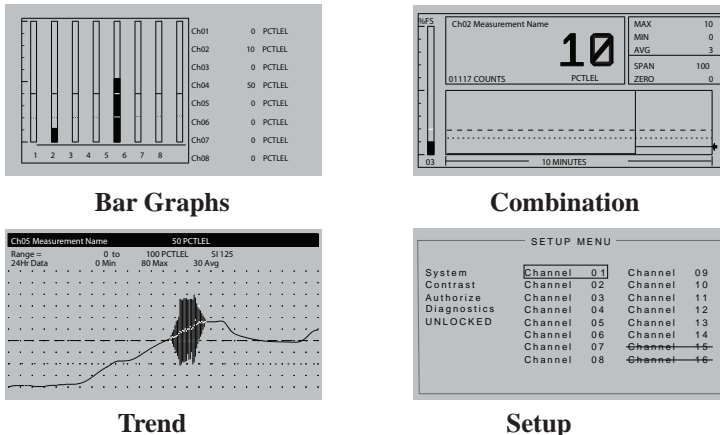 Ch01 0 PCTLEL
Ch02 10 PCTLEL
Ch03 0 PCTLEL
Ch04 50 PCTLEL
Ch05 0 PCTLEL
Ch06 0 PCTLEL
Ch07 0 PCTLEL
Ch08 0 PCTLEL
1 2 3 4 5 6 7 8
Bar Graphs
%FS
Ch02 Measurement Name
10
01117 COUNTS PCTLEL
MAX 10
MIN 0
AVG 3
SPAN 100
ZERO 0
03
10 MINUTES
Combination
Ch05 Measurement Name 50 PCTLEL
Range = 0 to 100 PCTLEL SI 125
24Hr Data 0 Min 80 Max 30 Avg
Trend
SETUP MENU
System Channel 01 Channel 09
Contrast Channel 02 Channel 10
Authorize Channel 03 Channel 11
Diagnostics Channel 04 Channel 12
UNLOCKED Channel 05 Channel 13
Channel 06 Channel 14
Channel 07 Channel 15
Channel 08 Channel 16
Setup